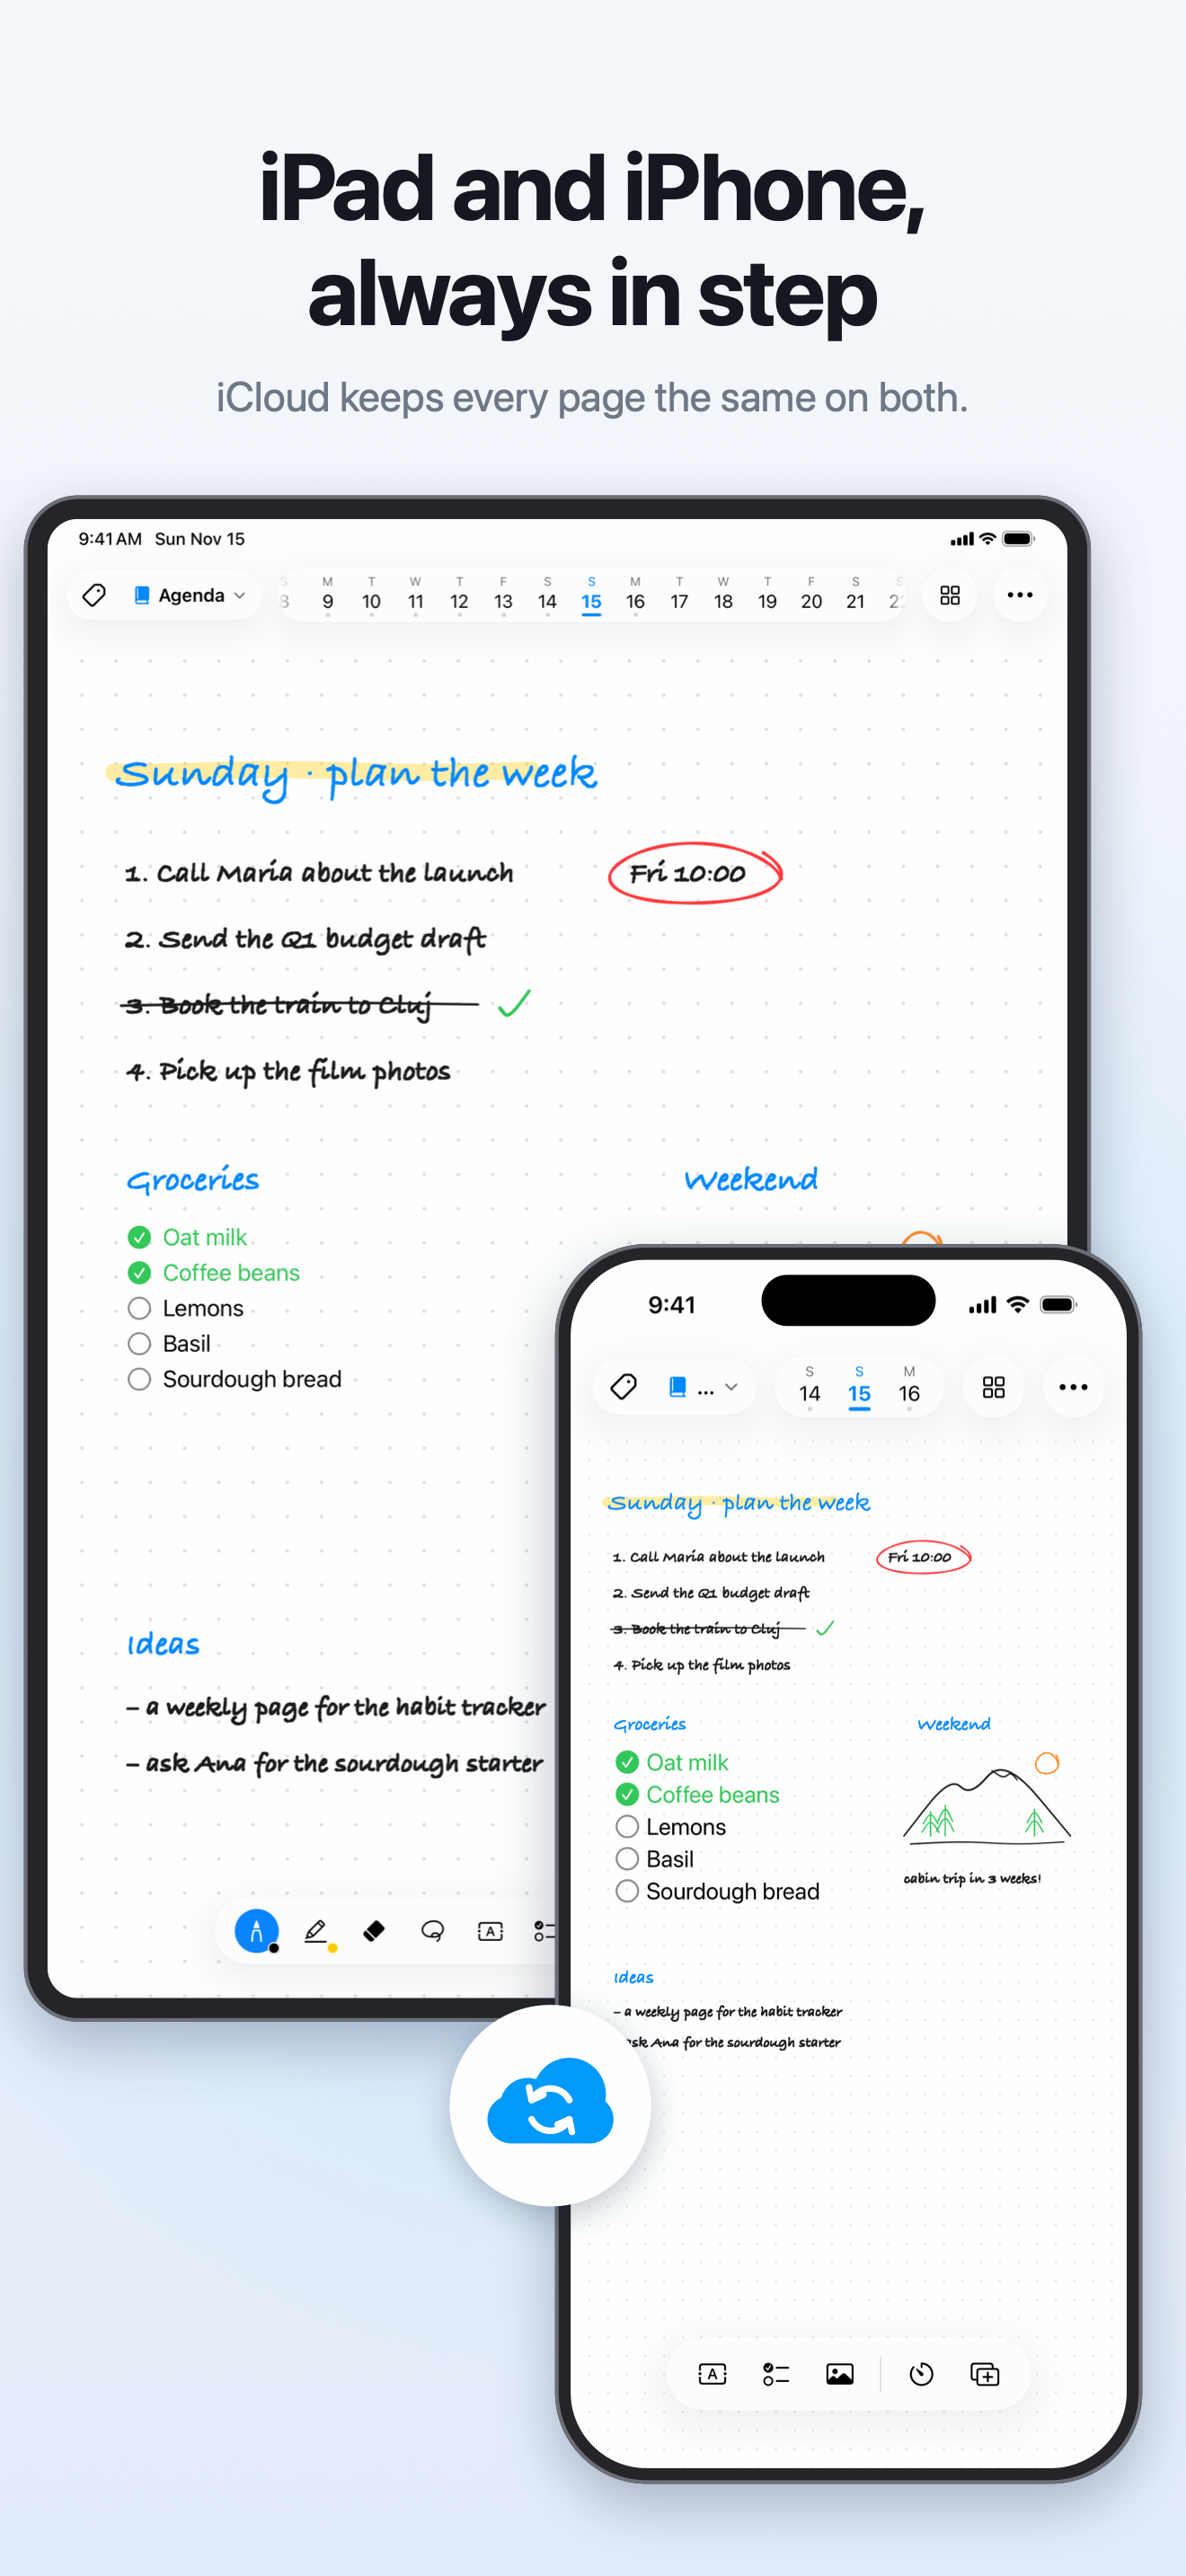 iPad and iPhone,
always in step
iCloud keeps every page the same on both.
9:41 AM Sun Nov 15
Agenda
S M T W T F S S M T W T F S S
8 9 10 11 12 13 14 15 16 17 18 19 20 21 22
Sunday · plan the week
1. Call Maria about the launch
Fri 10:00
2. Send the Q1 budget draft
3. Book the train to Cluj
4. Pick up the film photos
Groceries
Weekend
Oat milk
Coffee beans
Lemons
Basil
Sourdough bread
Ideas
– a weekly page for the habit tracker
– ask Ana for the sourdough starter
A
9:41
...
S S M
14 15 16
Sunday · plan the week
1. Call Maria about the launch
Fri 10:00
2. Send the Q1 budget draft
3. Book the train to Cluj
4. Pick up the film photos
Groceries
Weekend
Oat milk
Coffee beans
Lemons
Basil
Sourdough bread
cabin trip in 3 weeks!
Ideas
– a weekly page for the habit tracker
ask Ana for the sourdough starter
A